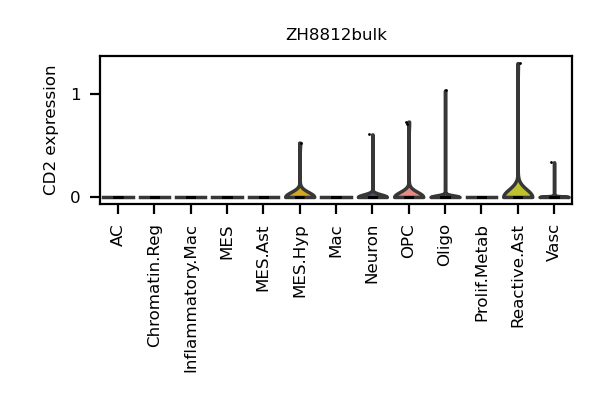 ZH8812bulk
CD2 expression
1
0
AC
Chromatin.Reg
Inflammatory.Mac
MES
MES.Ast
MES.Hyp
Mac
Neuron
OPC
Oligo
Prolif.Metab
Reactive.Ast
Vasc